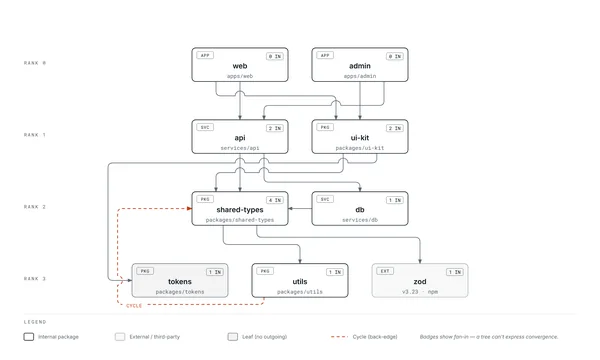 RANK 0
APP
0 IN
web
apps/web
APP
0 IN
admin
apps/admin
RANK 1
SVC
2 IN
api
services/api
PKG
2 IN
ui-kit
packages/ui-kit
RANK 2
PKG
4 IN
shared-types
packages/shared-types
SVC
1 IN
db
services/db
RANK 3
PKG
1 IN
tokens
packages/tokens
PKG
1 IN
utils
packages/utils
EXT
1 IN
zod
v3.23 · npm
CYCLE
LEGEND
Internal package
External / third-party
Leaf (no outgoing)
Cycle (back-edge)
Badges show fan-in — a tree can't express convergence.